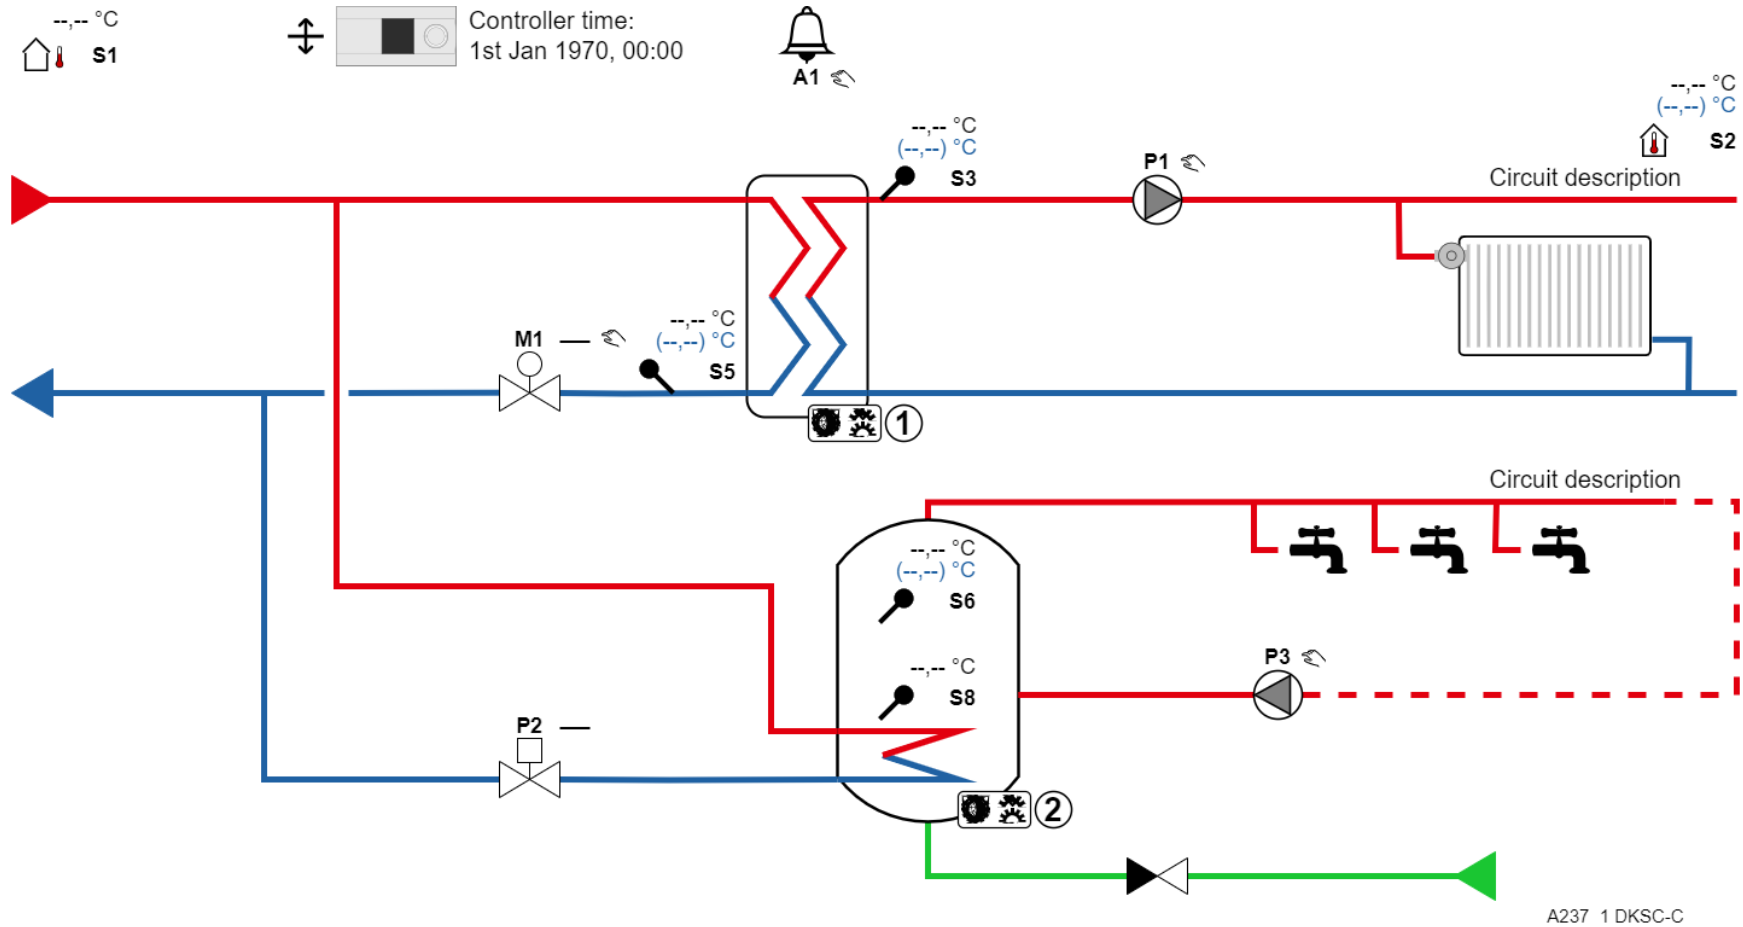 --,-- °C
S1
Controller time:
1st Jan 1970, 00:00
A1
--,-- °C
(--,--) °C
S2
--,-- °C
(--,--) °C
S3
P1
Circuit description
--,-- °C
(--,--) °C
S5
M1
1
Circuit description
--,-- °C
(--,--) °C
S6
--,-- °C
S8
P3
P2
2
A237 1 DKSC-C